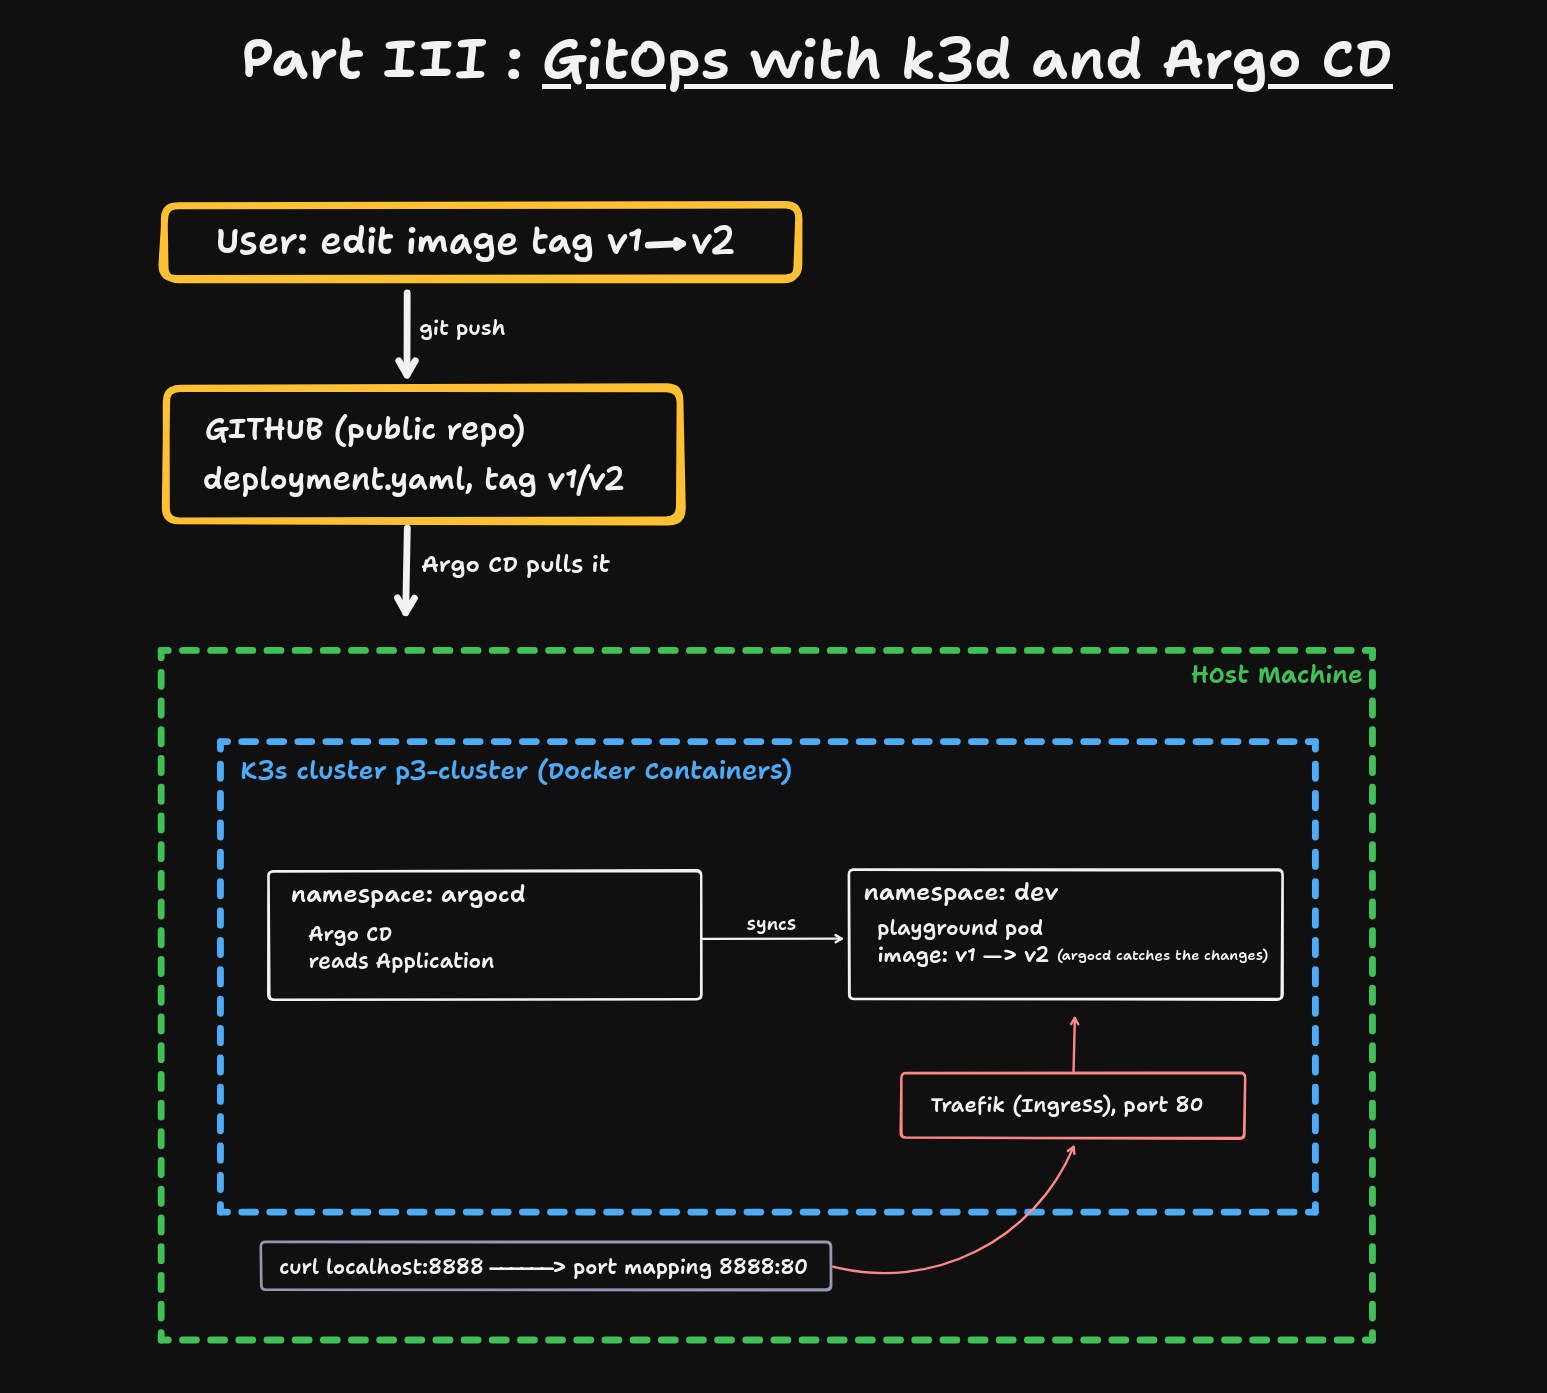 Part III : GitOps with k3d and Argo CD
User: edit image tag v1→v2
git push
GITHUB (public repo)
deployment.yaml, tag v1/v2
Argo CD pulls it
H0st Machine
K3s cluster p3-cluster (Docker Containers)
namespace: argocd
Argo CD
reads Application
syncs
namespace: dev
playground pod
image: v1 —> v2 (argocd catches the changes)
Traefik (Ingress), port 80
curl localhost:8888 ————> port mapping 8888:80